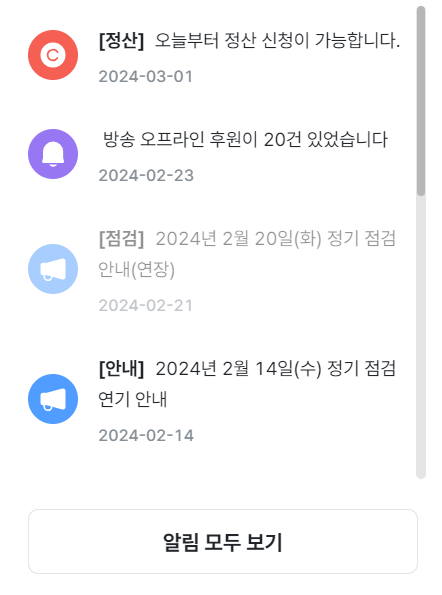 [정산] 오늘부터 정산 신청이 가능합니다.
2024-03-01
방송 오프라인 후원이 20건 있었습니다
2024-02-23
[점검] 2024년 2월 20일(화) 정기 점검
안내(연장)
2024-02-21
[안내] 2024년 2월 14일(수) 정기 점검
연기 안내
2024-02-14
알림 모두 보기